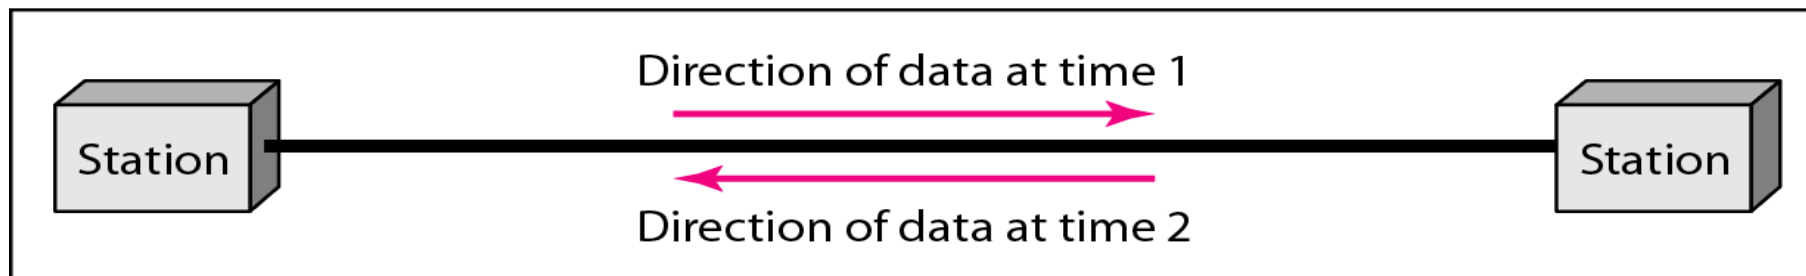 Direction of data at time 1
Station
Station
Direction of data at time 2